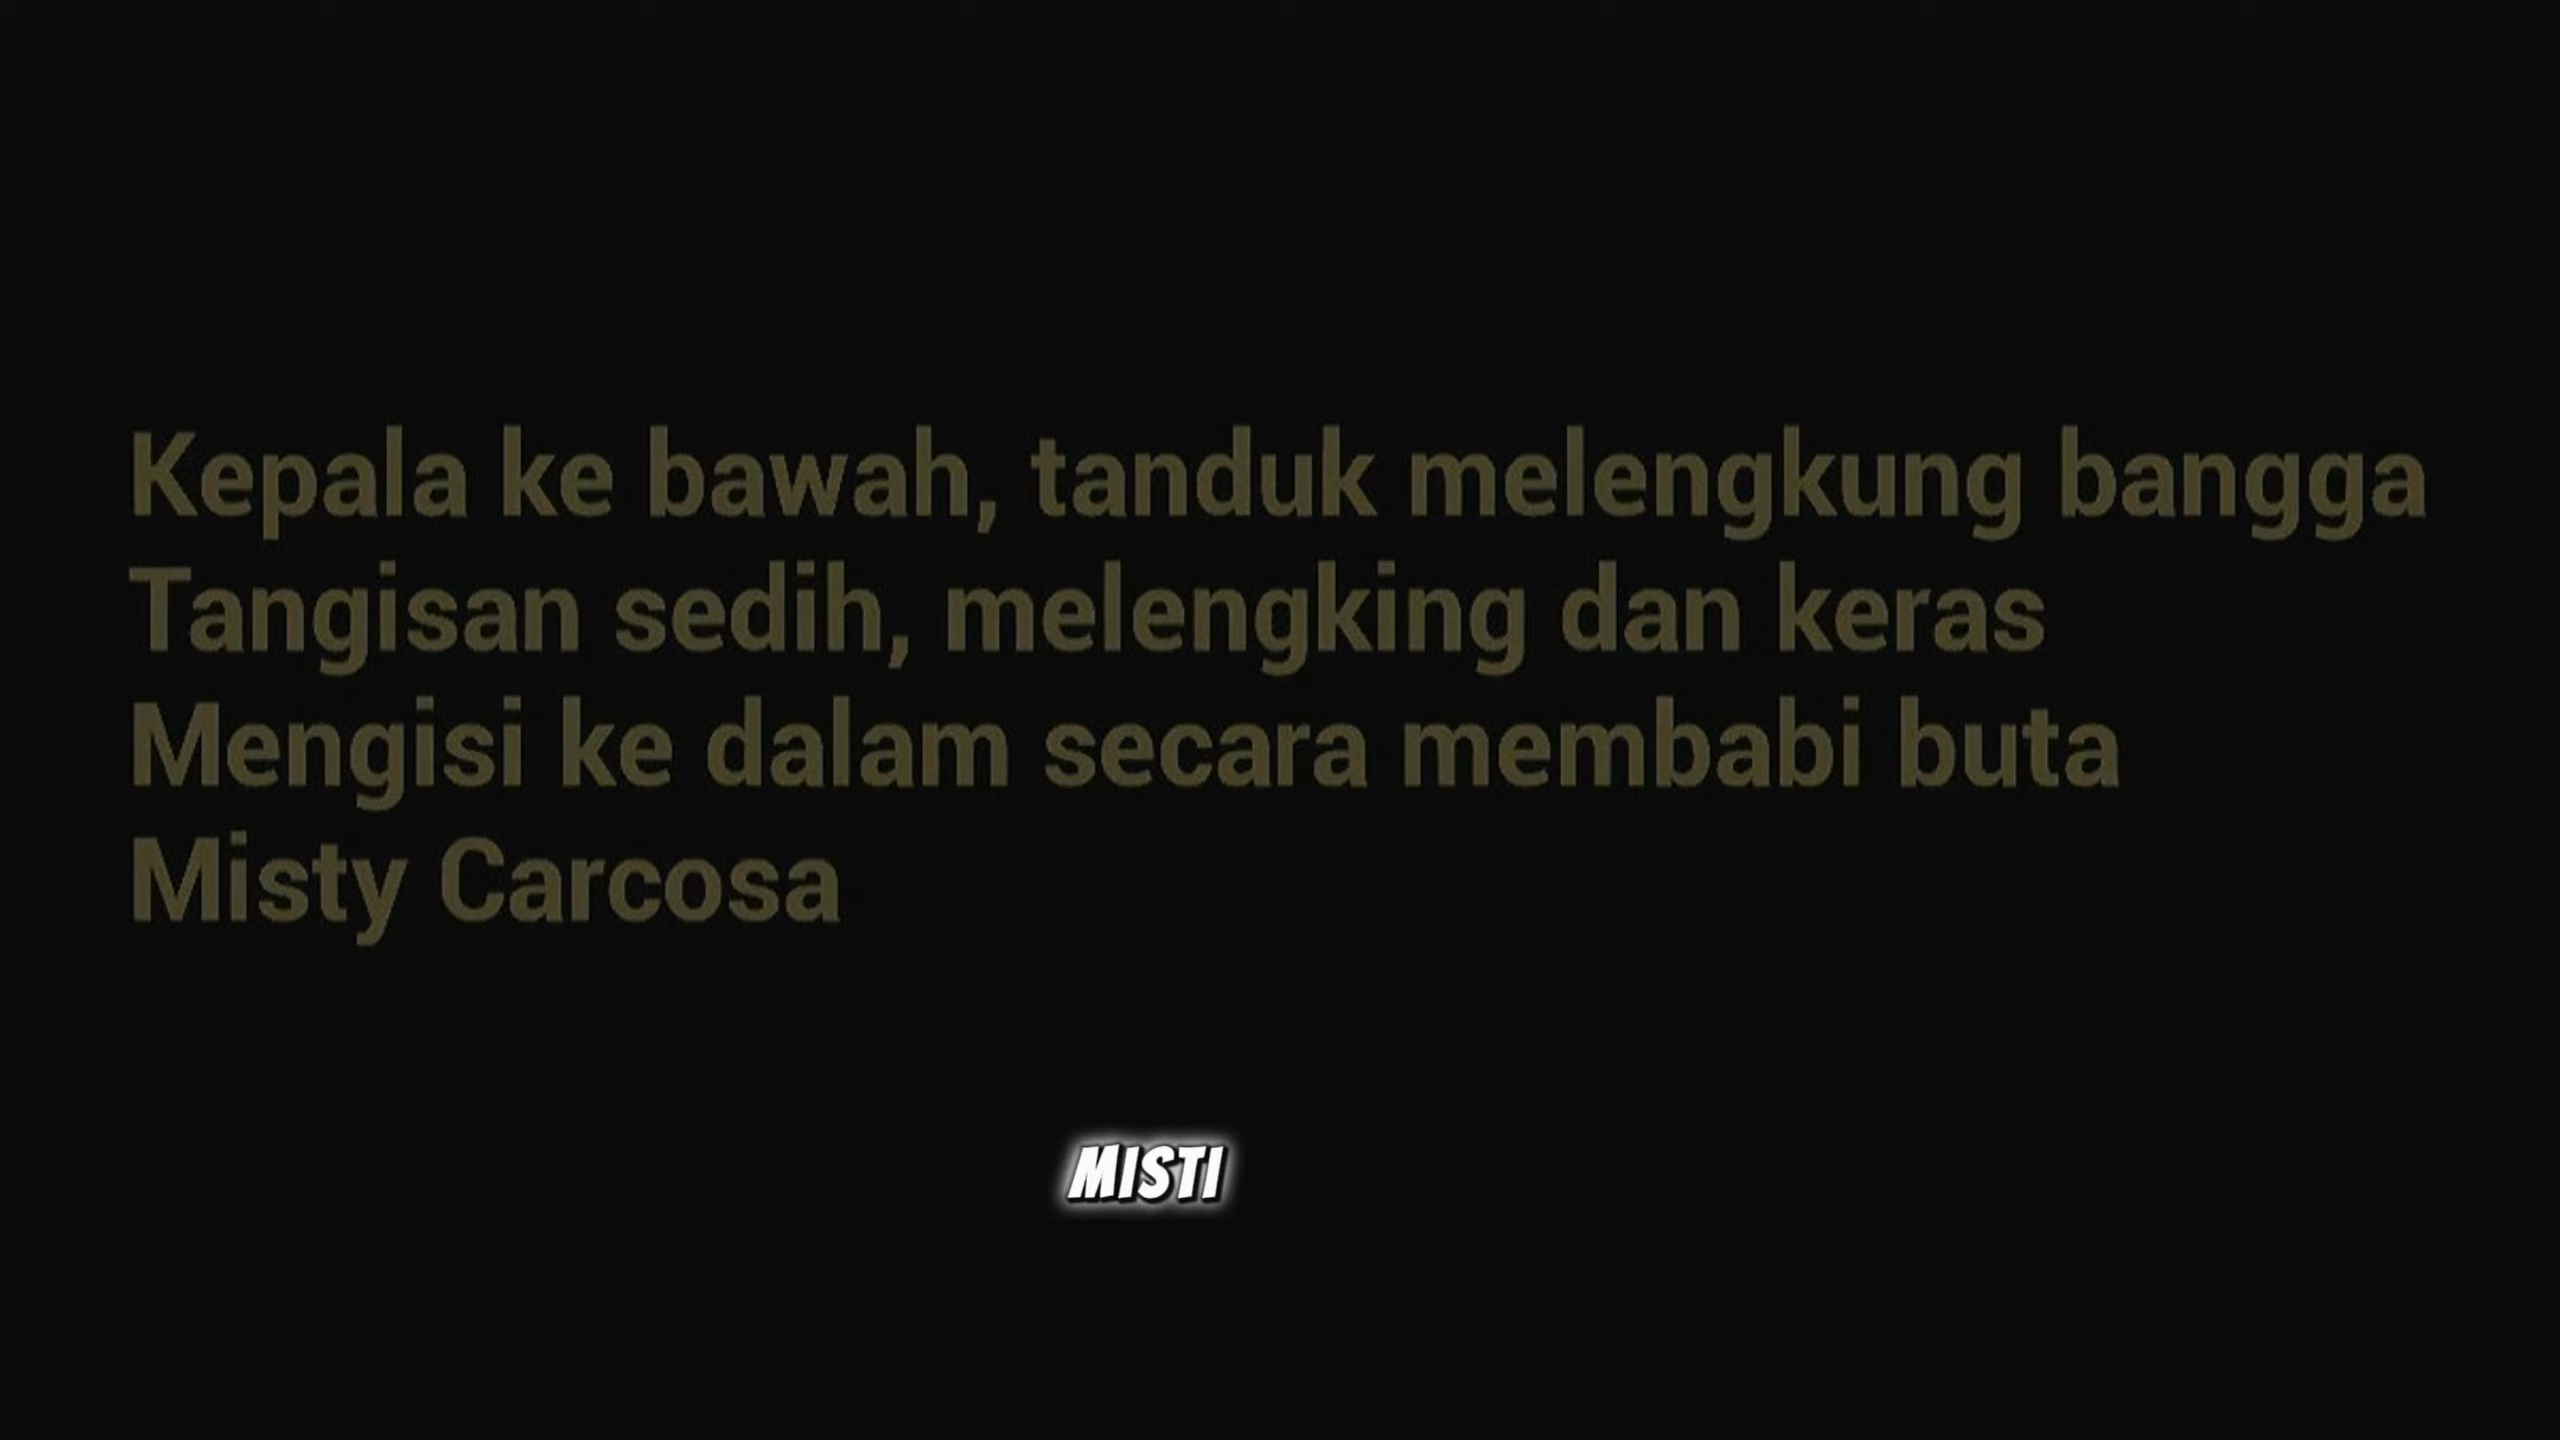 Kepala ke bawah, tanduk melengkung bangga
Tangisan sedih, melengking dan keras
Mengisi ke dalam secara membabi buta
Misty Carcosa
MISTI